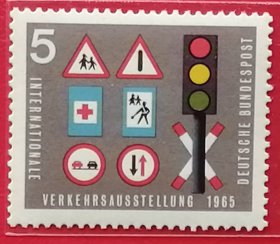 5
INTERNATIONALE
VERKEHRSAUSSTELLUNG 1965
DEUTSCHE BUNDESPOST